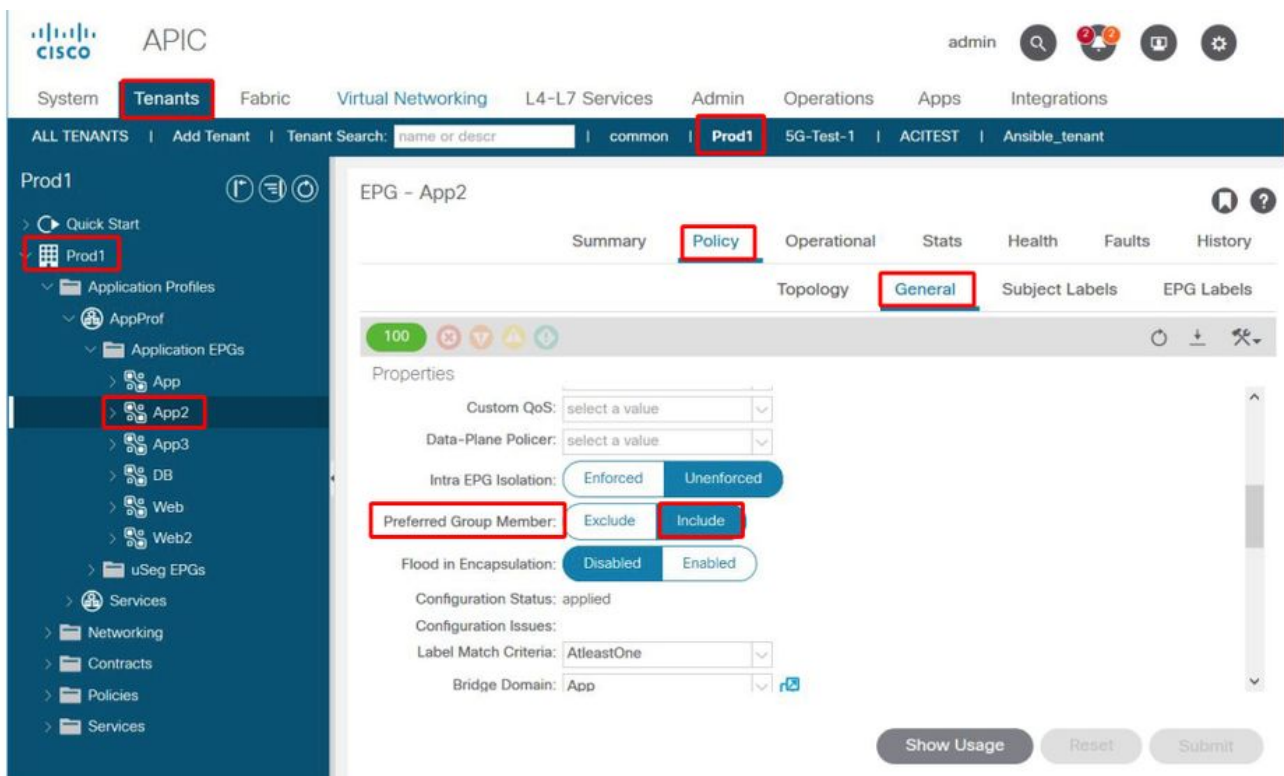 CISCO APIC admin 2 2
System Tenants Fabric Virtual Networking L4-L7 Services Admin Operations Apps Integrations
ALL TENANTS | Add Tenant | Tenant Search: name or descr | common | Prod1 5G-Test-1 | ACITEST | Ansible_tenant
Prod1
Quick Start
Prod1
Application Profiles
AppProf
Application EPGs
App
App2
App3
DB
Web
Web2
uSeg EPGs
Services
Networking
Contracts
Policies
Services
EPG - App2
Summary Policy Operational Stats Health Faults History
Topology General Subject Labels EPG Labels
100
Properties
Custom QoS: select a value
Data-Plane Policer: select a value
Intra EPG Isolation: Enforced Unenforced
Preferred Group Member: Exclude Include
Flood in Encapsulation: Disabled Enabled
Configuration Status: applied
Configuration Issues:
Label Match Criteria: AtleastOne
Bridge Domain: App
Show Usage Reset Submit